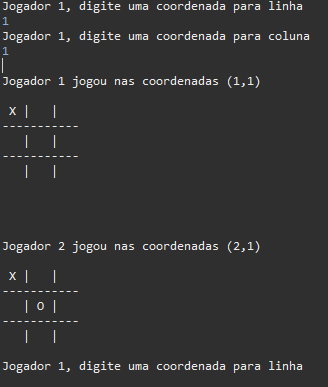 Jogador 1, digite uma coordenada para linha
1
Jogador 1, digite uma coordenada para coluna
1
Jogador 1 jogou nas coordenadas (1,1)
X |   |
-----------
  |   |
-----------
  |   |
Jogador 2 jogou nas coordenadas (2,1)
X |   |
-----------
  | O |
-----------
  |   |
Jogador 1, digite uma coordenada para linha